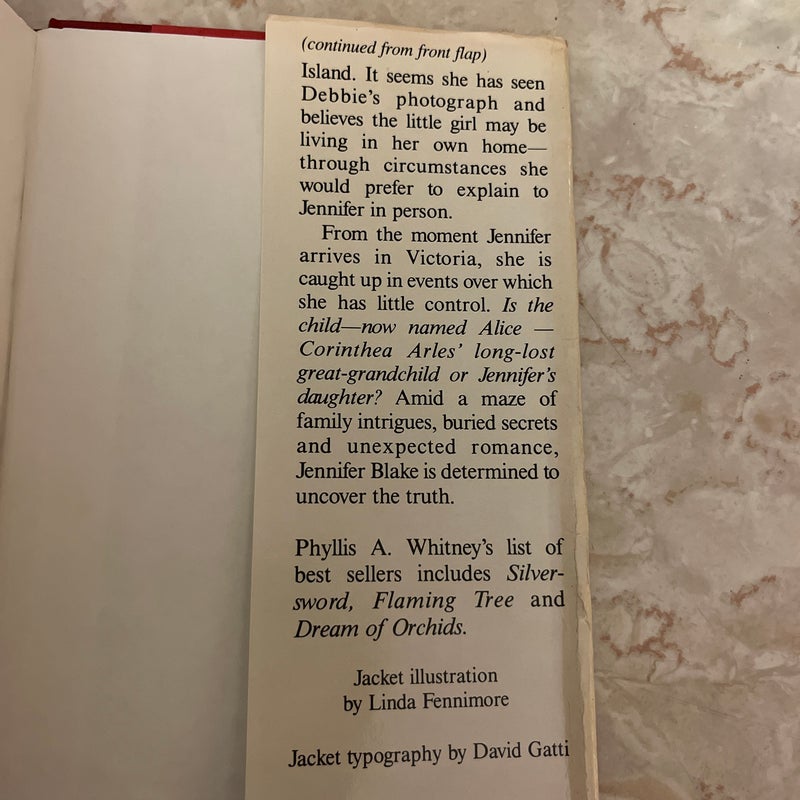 (continued from front flap)
Island. It seems she has seen
Debbie's photograph and
believes the little girl may be
living in her own home—
through circumstances she
would prefer to explain to
Jennifer in person.
From the moment Jennifer
arrives in Victoria, she is
caught up in events over which
she has little control. Is the
child—now named Alice —
Corinthea Arles' long-lost
great-grandchild or Jennifer's
daughter? Amid a maze of
family intrigues, buried secrets
and unexpected romance,
Jennifer Blake is determined to
uncover the truth.
Phyllis A. Whitney's list of
best sellers includes Silver-
sword, Flaming Tree and
Dream of Orchids.
Jacket illustration
by Linda Fennimore
Jacket typography by David Gatti